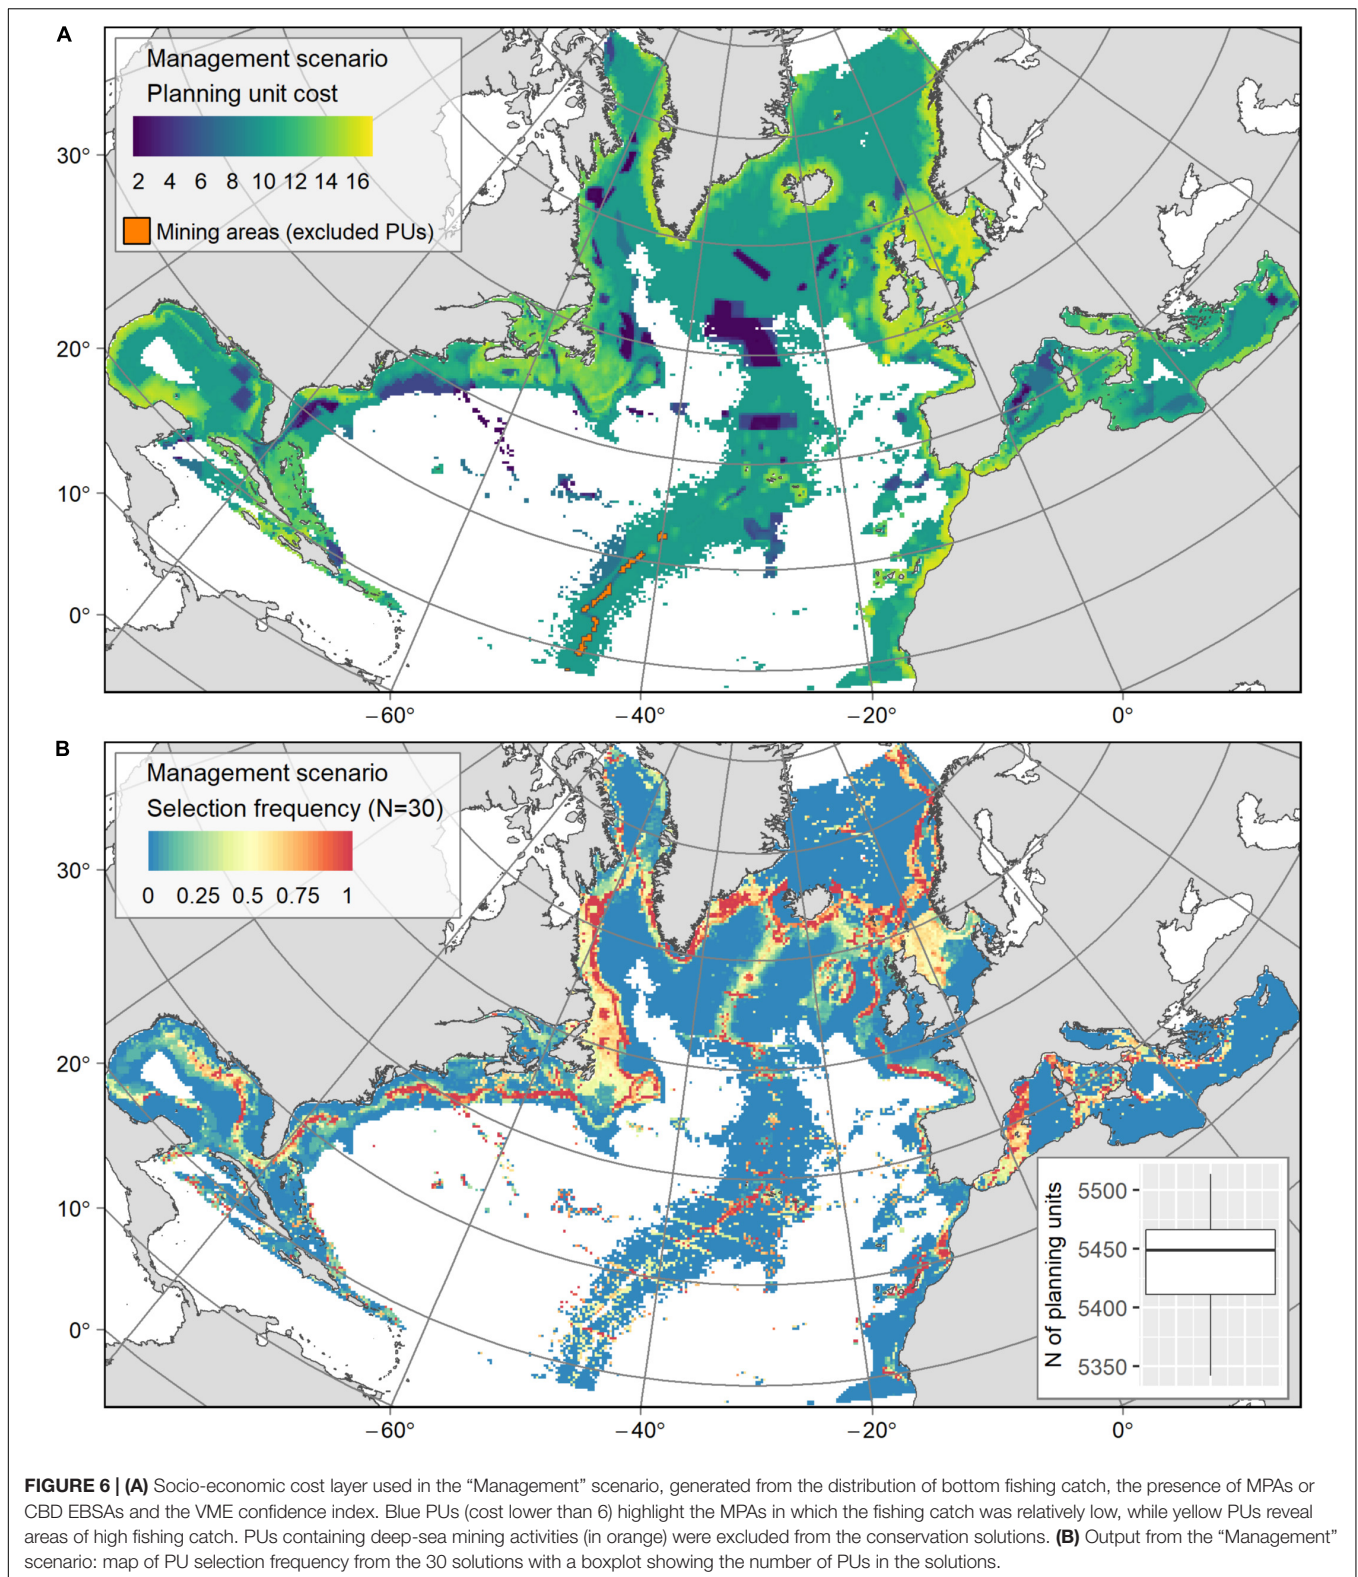 A
Management scenario
Planning unit cost
2 4 6 8 10 12 14 16
Mining areas (excluded PUs)
30°
20°
10°
0°
−60° −40° −20° 0°
B
Management scenario
Selection frequency (N=30)
0 0.25 0.5 0.75 1
30°
20°
10°
0°
N of planning units
5500
5450
5400
5350
−60° −40° −20° 0°
FIGURE 6 | (A) Socio-economic cost layer used in the “Management” scenario, generated from the distribution of bottom fishing catch, the presence of MPAs or
CBD EBSAs and the VME confidence index. Blue PUs (cost lower than 6) highlight the MPAs in which the fishing catch was relatively low, while yellow PUs reveal
areas of high fishing catch. PUs containing deep-sea mining activities (in orange) were excluded from the conservation solutions. (B) Output from the “Management”
scenario: map of PU selection frequency from the 30 solutions with a boxplot showing the number of PUs in the solutions.